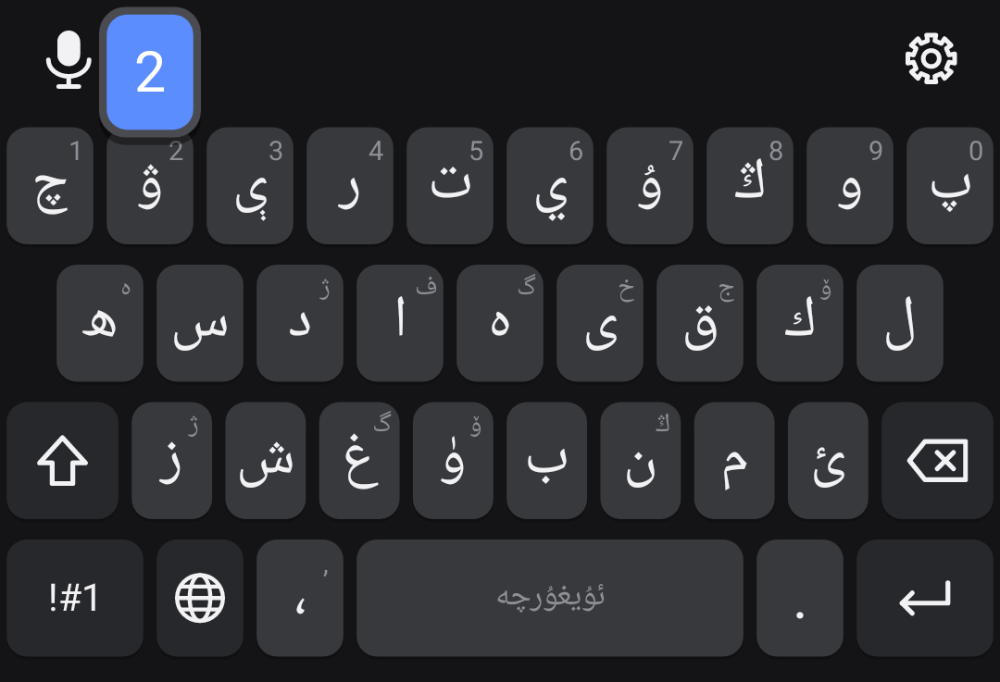 2
1 2 3 4 5 6 7 8 9 0
چ ۋ ې ر ت ي ۇ ڭ و پ
ە ژ ف گ خ ج ۆ
ھ س د ا ە ى ق ك ل
ژ گ ۆ ڭ
ز ش غ ۈ ب ن م ئ
!#1 ، ’ ئۇيغۇرچە .